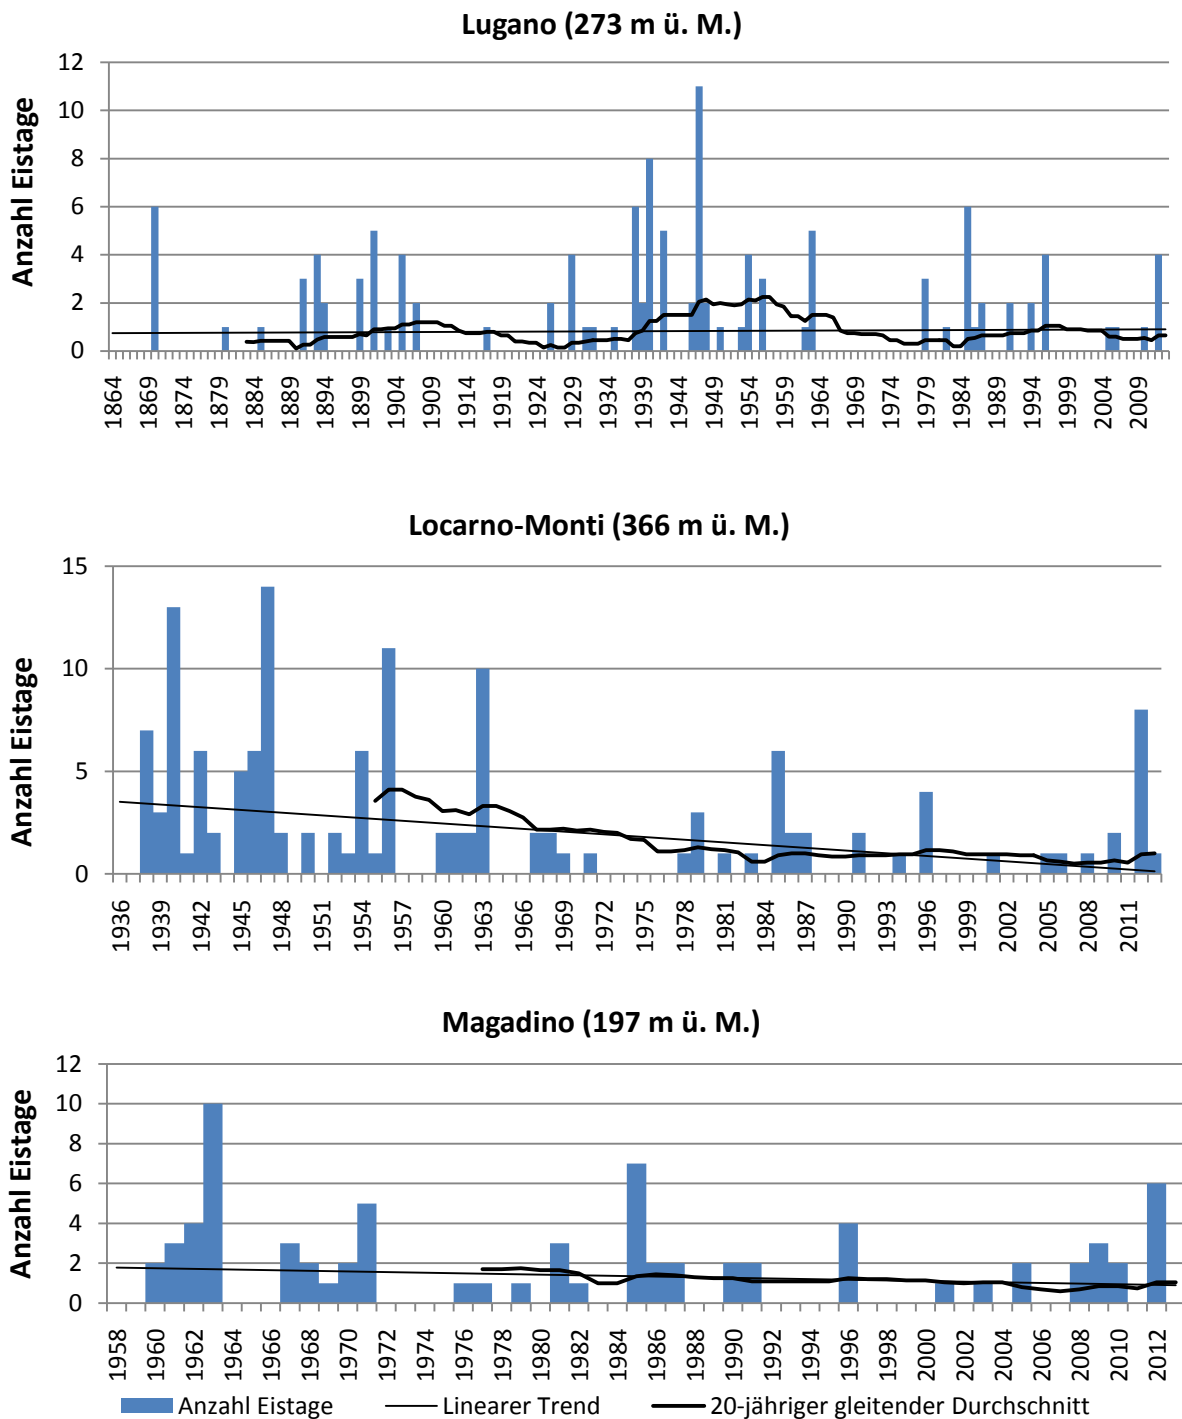 Lugano (273 m ü. M.)
Anzahl Eistage
12
10
8
6
4
2
0
1864 1869 1874 1879 1884 1889 1894 1899 1904 1909 1914 1919 1924 1929 1934 1939 1944 1949 1954 1959 1964 1969 1974 1979 1984 1989 1994 1999 2004 2009
Locarno-Monti (366 m ü. M.)
Anzahl Eistage
15
10
5
0
1936 1939 1942 1945 1948 1951 1954 1957 1960 1963 1966 1969 1972 1975 1978 1981 1984 1987 1990 1993 1996 1999 2002 2005 2008 2011
Magadino (197 m ü. M.)
Anzahl Eistage
12
10
8
6
4
2
0
1958 1960 1962 1964 1966 1968 1970 1972 1974 1976 1978 1980 1982 1984 1986 1988 1990 1992 1994 1996 1998 2000 2002 2004 2006 2008 2010 2012
Anzahl Eistage Linearer Trend 20-jähriger gleitender Durchschnitt